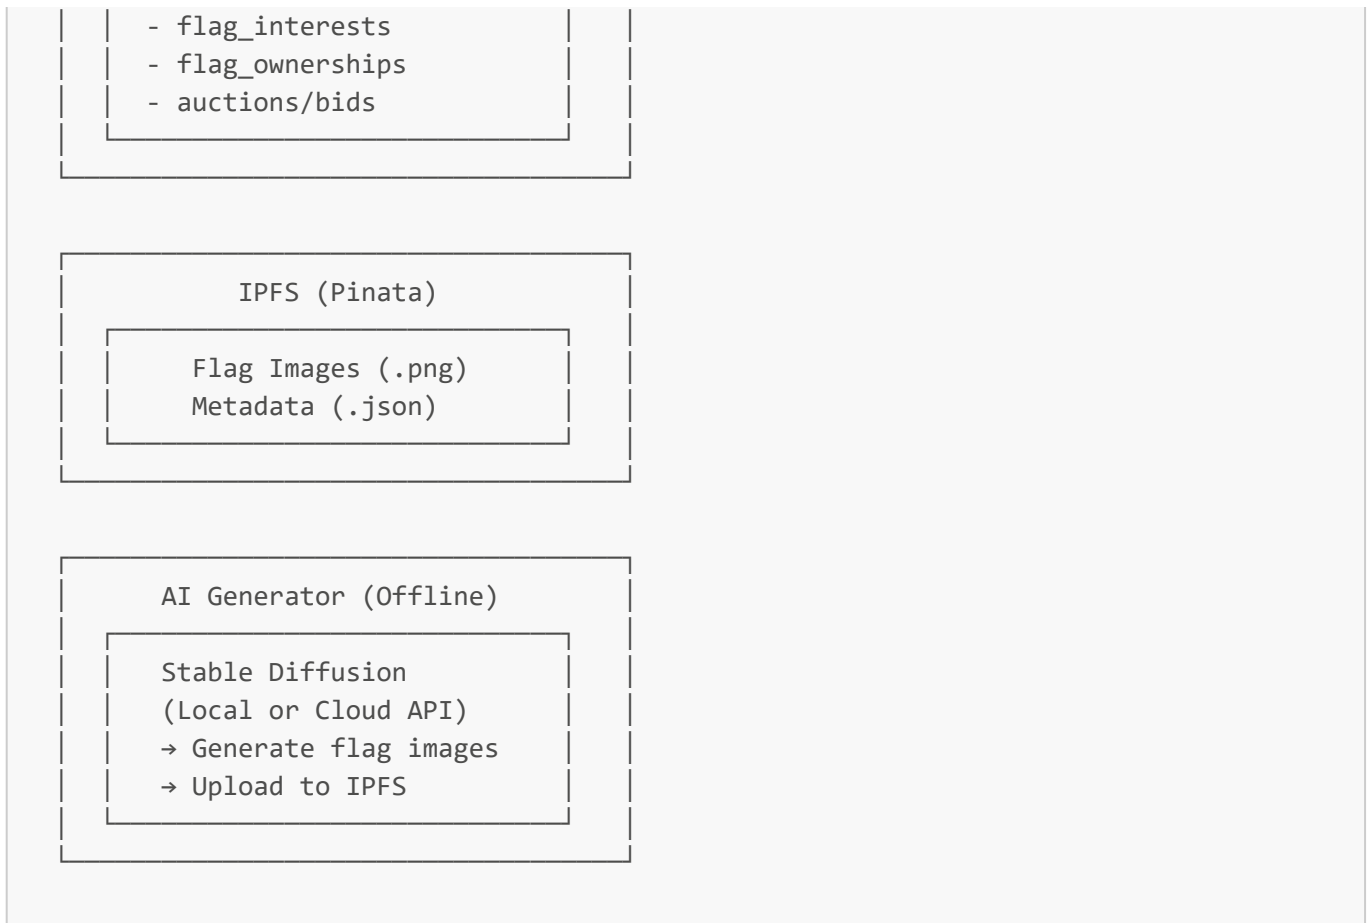 - flag_interests
- flag_ownerships
- auctions/bids
IPFS (Pinata)
Flag Images (.png)
Metadata (.json)
AI Generator (Offline)
Stable Diffusion
(Local or Cloud API)
→ Generate flag images
→ Upload to IPFS